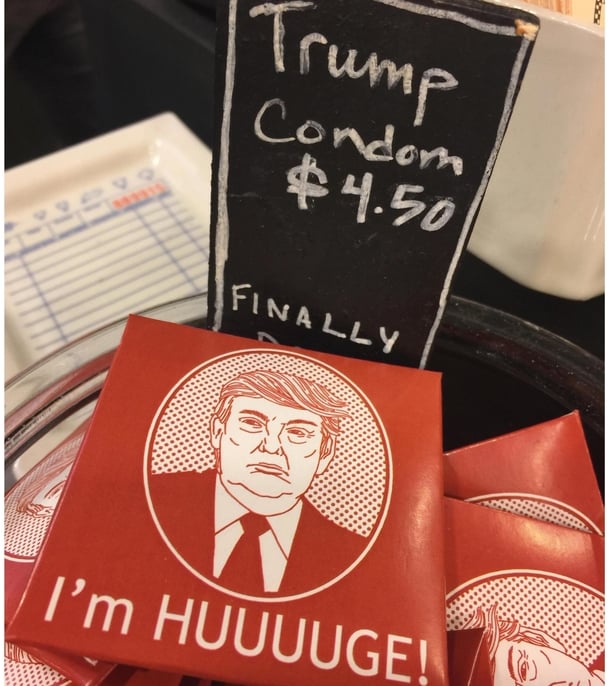 Trump
Condom
$4.50
FINALLY
I'm HUUUUGE!